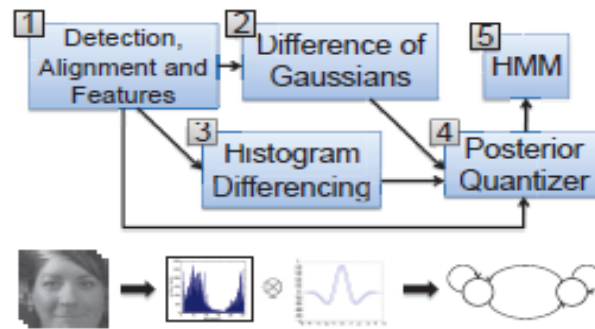 1
Detection,
Alignment and
Features
2
Difference of
Gaussians
3
Histogram
Differencing
4
Posterior
Quantizer
5
HMM